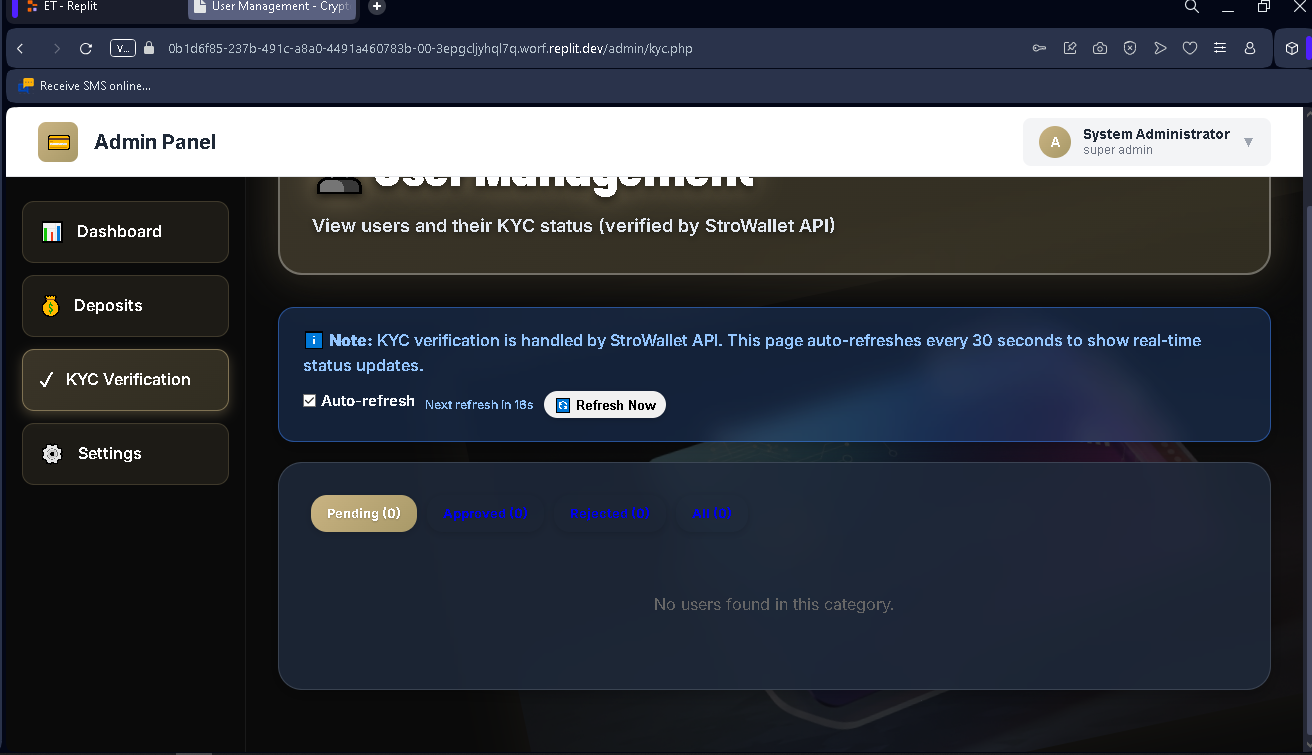 ET - Replit
User Management - Crypt
V...
0b1d6f85-237b-491c-a8a0-4491a460783b-00-3epgcljyhql7q.worf.replit.dev/admin/kyc.php
Receive SMS online...
Admin Panel
A
System Administrator
super admin
User Management
View users and their KYC status (verified by StroWallet API)
Dashboard
Deposits
KYC Verification
Settings
Note: KYC verification is handled by StroWallet API. This page auto-refreshes every 30 seconds to show real-time
status updates.
Auto-refresh
Next refresh in 16s
Refresh Now
Pending (0)
Approved (0)
Rejected (0)
All (0)
No users found in this category.